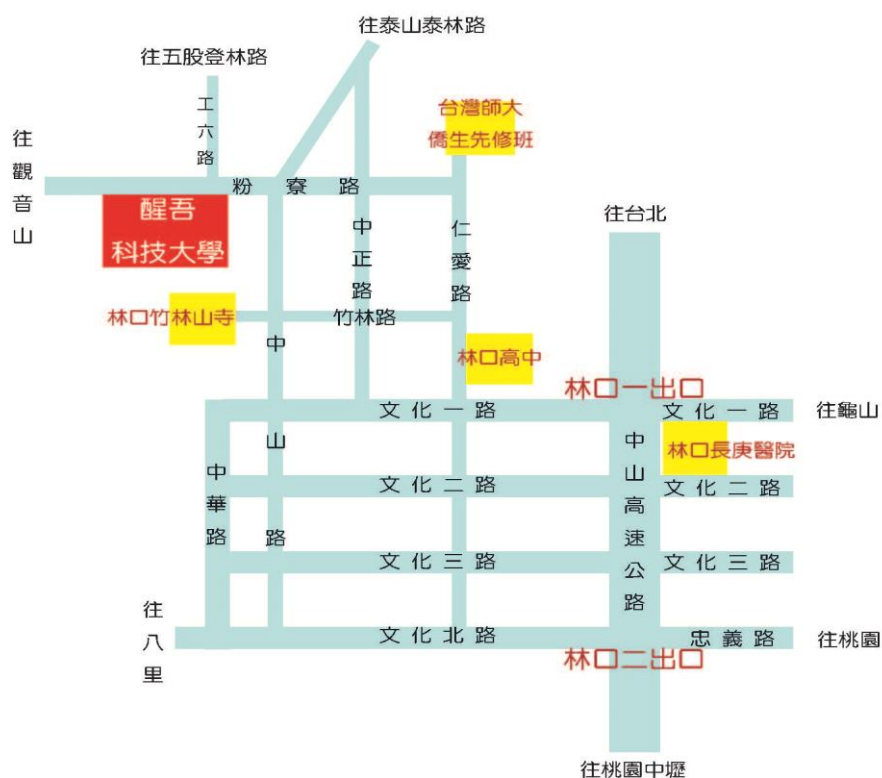 往泰山泰林路
往五股登林路
工六路
台灣師大
僑生先修班
往觀音山
粉寮路
醒吾
科技大學
中正路
仁愛路
往台北
林口竹林山寺
竹林路
中山路
林口高中
林口一出口
文化一路
文化一路
往龜山
中華路
中山高速公路
林口長庚醫院
文化二路
文化二路
文化三路
文化三路
往八里
文化北路
忠義路
往桃園
林口二出口
往桃園中壢